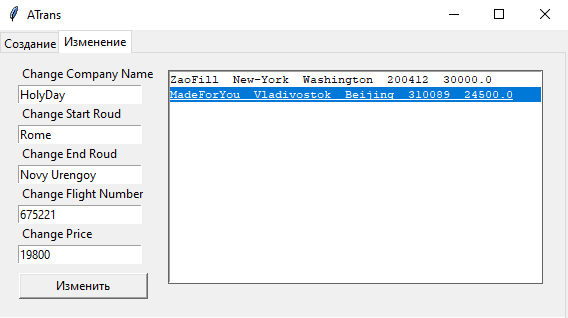 ATrans
Создание
Изменение
Change Company Name
HolyDay
Change Start Roud
Rome
Change End Roud
Novy Urengoy
Change Flight Number
675221
Change Price
19800
Изменить
ZaoFill New-York Washington 200412 30000.0
MadeForYou Vladivostok Beijing 310089 24500.0